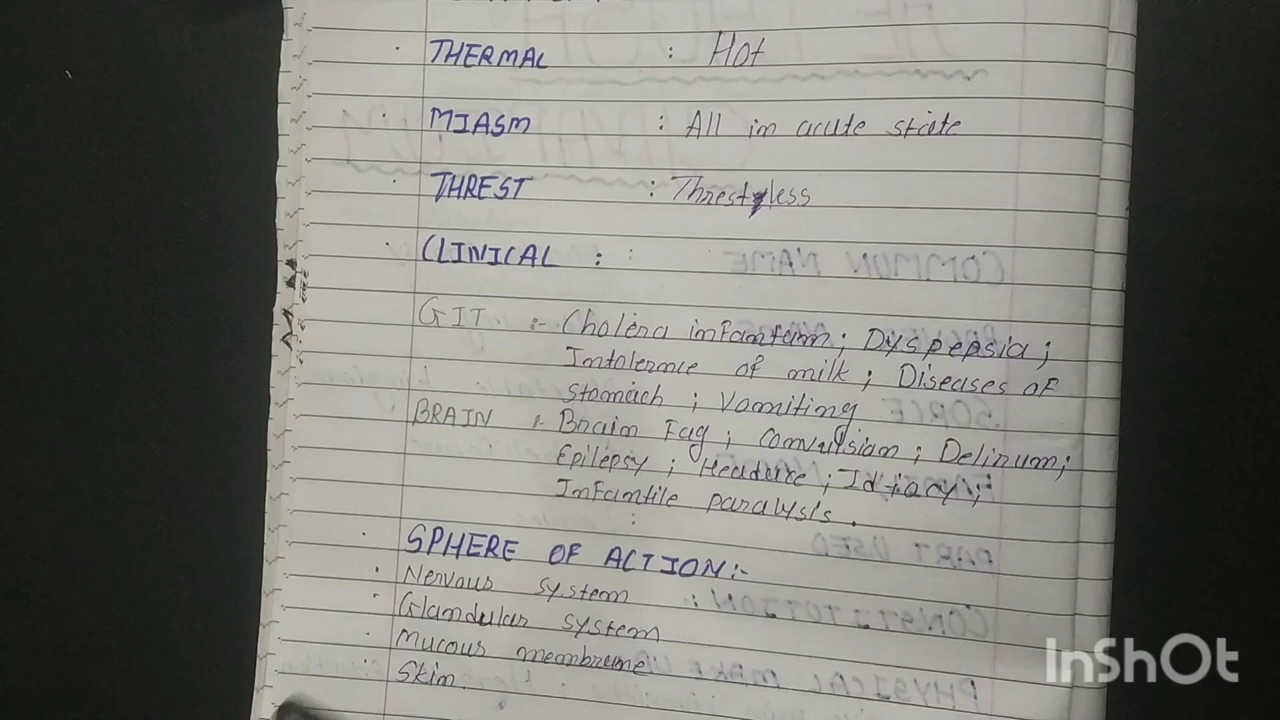 THERMAL : Hot
MIASM : All in acute state
THREST : Threstless
CLINICAL :
GIT :- Cholera infantum ; Dyspepsia ;
Intolerance of milk ; Diseases of
Stomach ; Vomiting
BRAIN :- Brain Fag ; Convulsion ; Delirium ;
Epilepsy ; Headache ; Idiocy ;
Infantile paralysis .
SPHERE OF ACTION :-
Nervous system
Glandular system
Mucous membrane
Skin.
InShOt